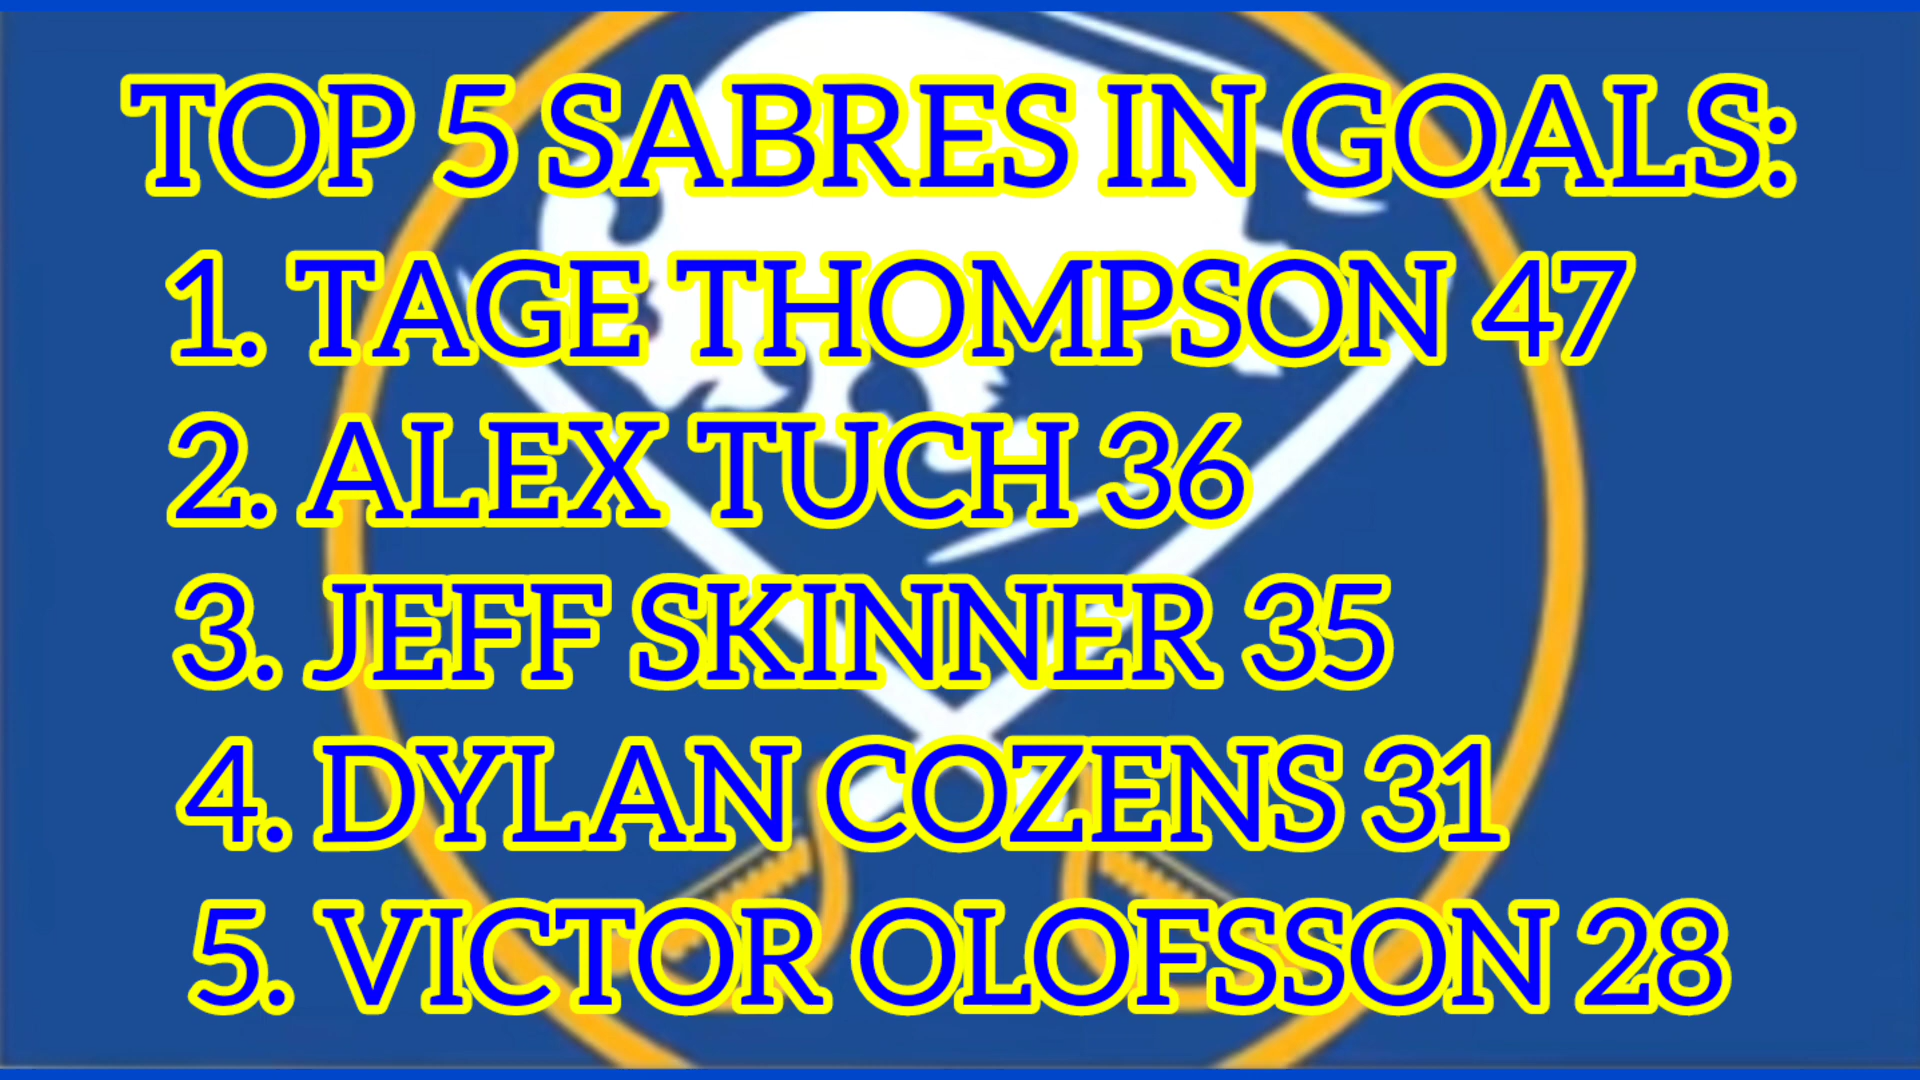 TOP 5 SABRES IN GOALS:
1. TAGE THOMPSON 47
2. ALEX TUCH 36
3. JEFF SKINNER 35
4. DYLAN COZENS 31
5. VICTOR OLOFSSON 28